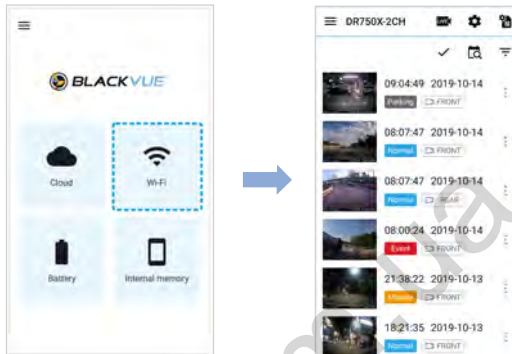 BLACKVUE
Cloud
Wi-Fi
Battery
Internal memory
DR750X-2CH
LIVE
09:04:49 2019-10-14
Parking FRONT
08:07:47 2019-10-14
Normal FRONT
08:07:47 2019-10-14
Normal REAR
08:00:24 2019-10-14
Event FRONT
21:38:22 2019-10-13
FRONT
18:21:35 2019-10-13
Normal FRONT
m.ua